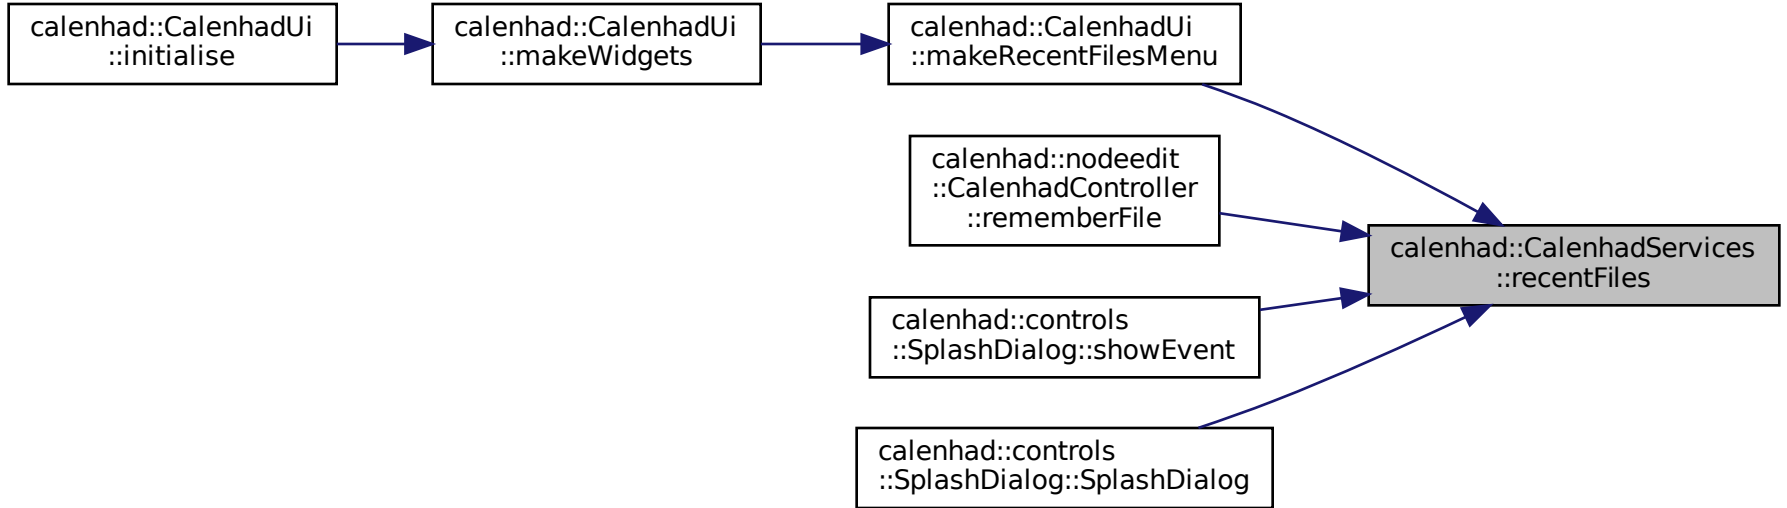 calenhad::CalenhadUi
::initialise
calenhad::CalenhadUi
::makeWidgets
calenhad::CalenhadUi
::makeRecentFilesMenu
calenhad::nodeedit
::CalenhadController
::rememberFile
calenhad::CalenhadServices
::recentFiles
calenhad::controls
::SplashDialog::showEvent
calenhad::controls
::SplashDialog::SplashDialog